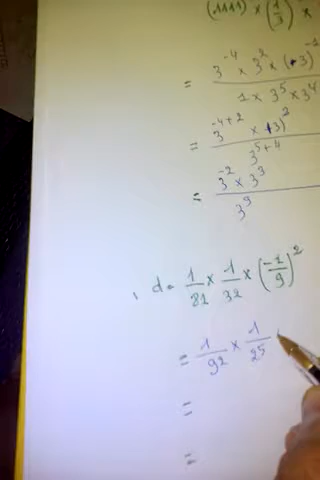 (1111) × (1/3) ×
= 3^-4 × 3^2 × (-3)^-1 / 1 × 3^5 × 3^4
= 3^-4+2 × (3)^3 / 3^5+4
= 3^-2 × 3^3 / 3^9
d = 1/81 × 1/32 × (-1/9)^2
= 1/9^2 × 1/2^5
=
=